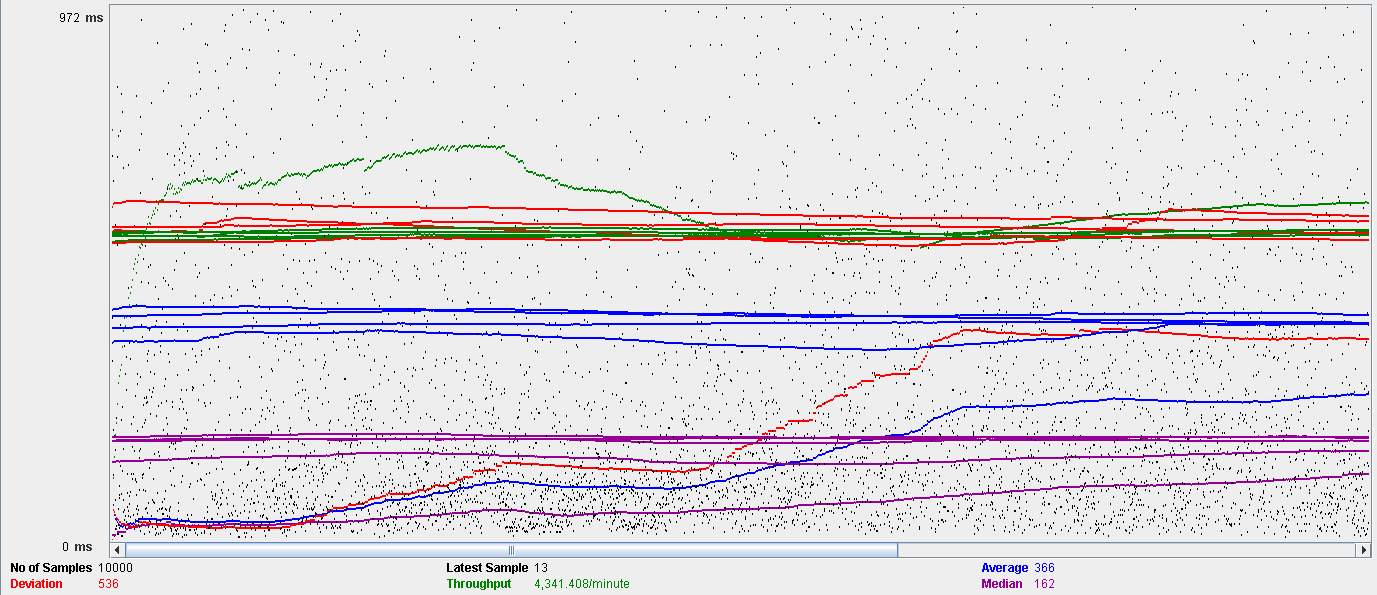 972 ms
0 ms
No of Samples 10000 Latest Sample 13 Average 366
Deviation 536 Throughput 4,341.408/minute Median 162